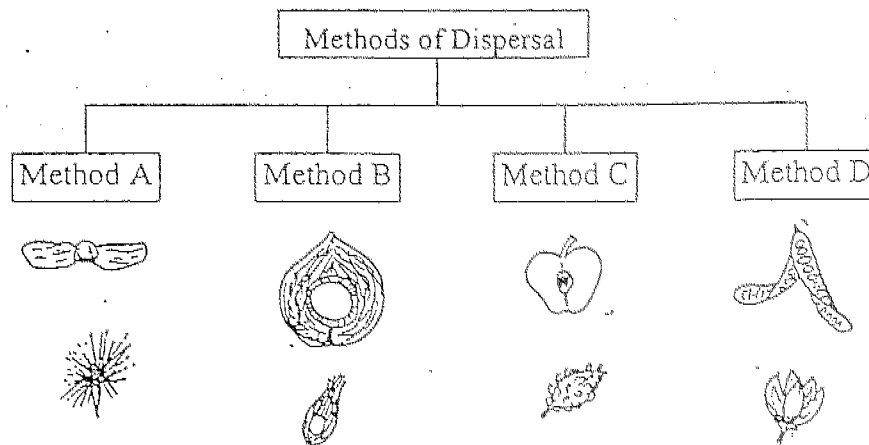 Methods of Dispersal
Method A
Method B
Method C
Method D